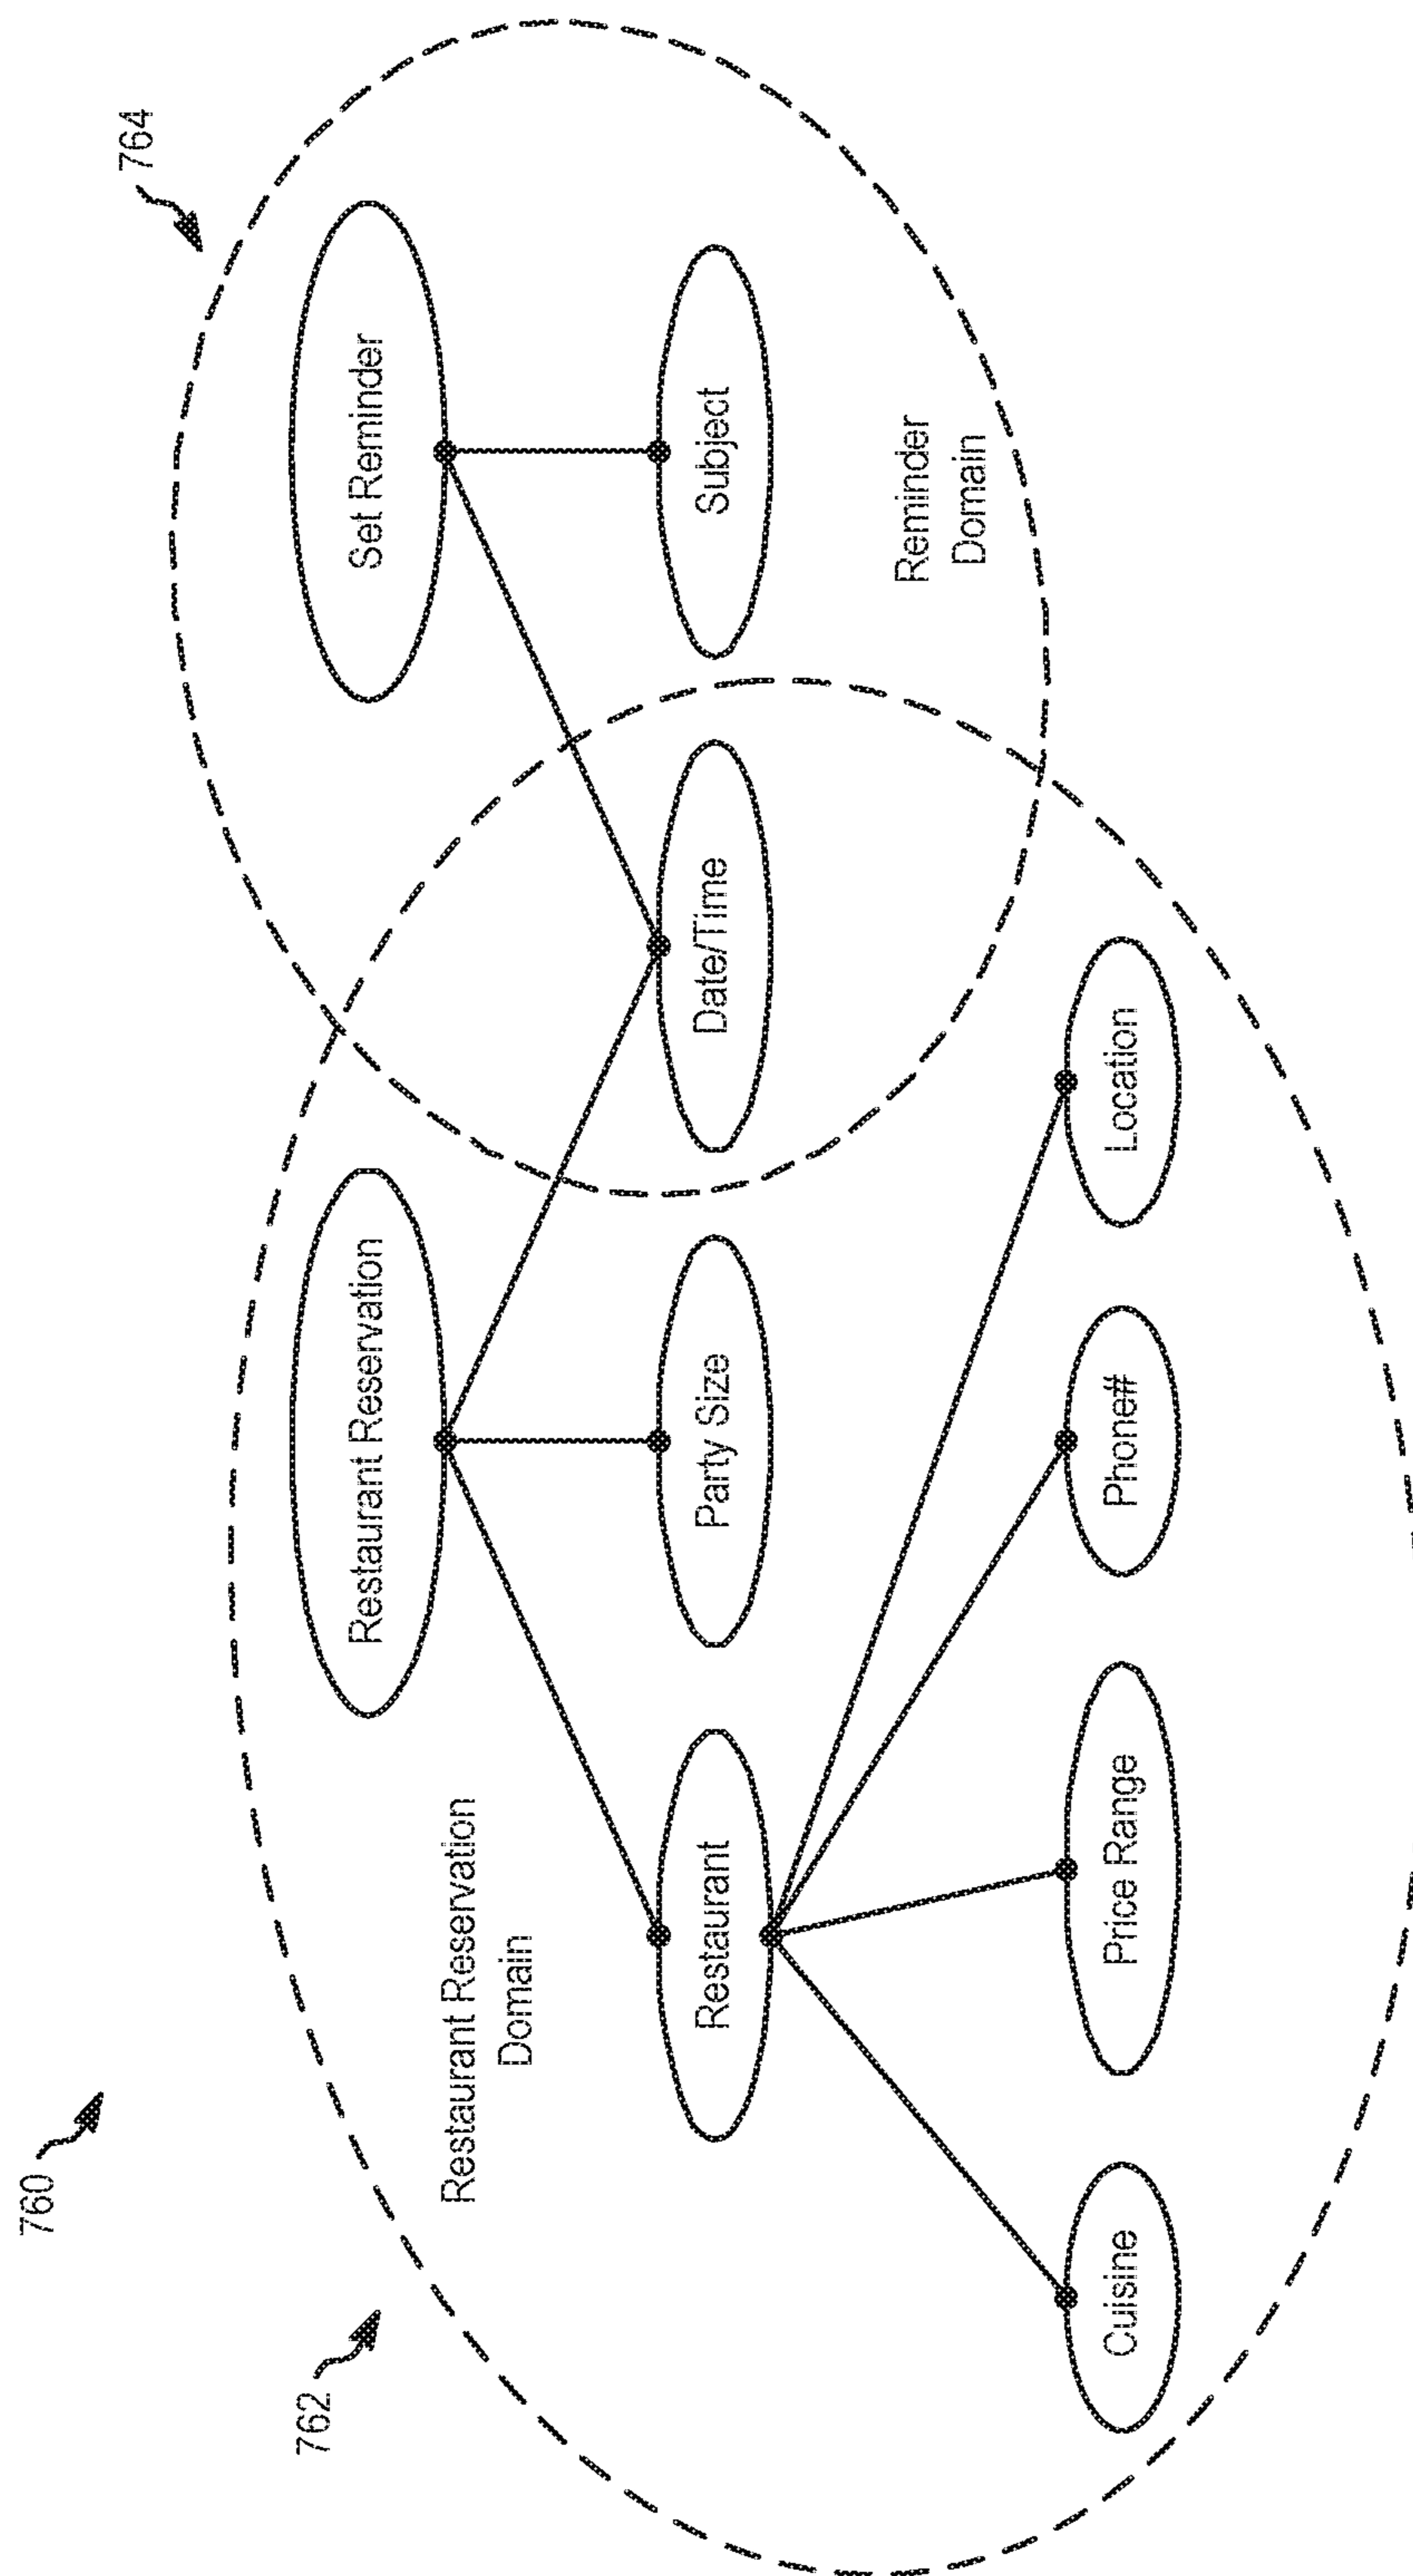 760
762
764
Restaurant Reservation
Set Reminder
Restaurant Reservation
Domain
Restaurant
Party Size
Date/Time
Subject
Reminder
Domain
Cuisine
Price Range
Phone#
Location